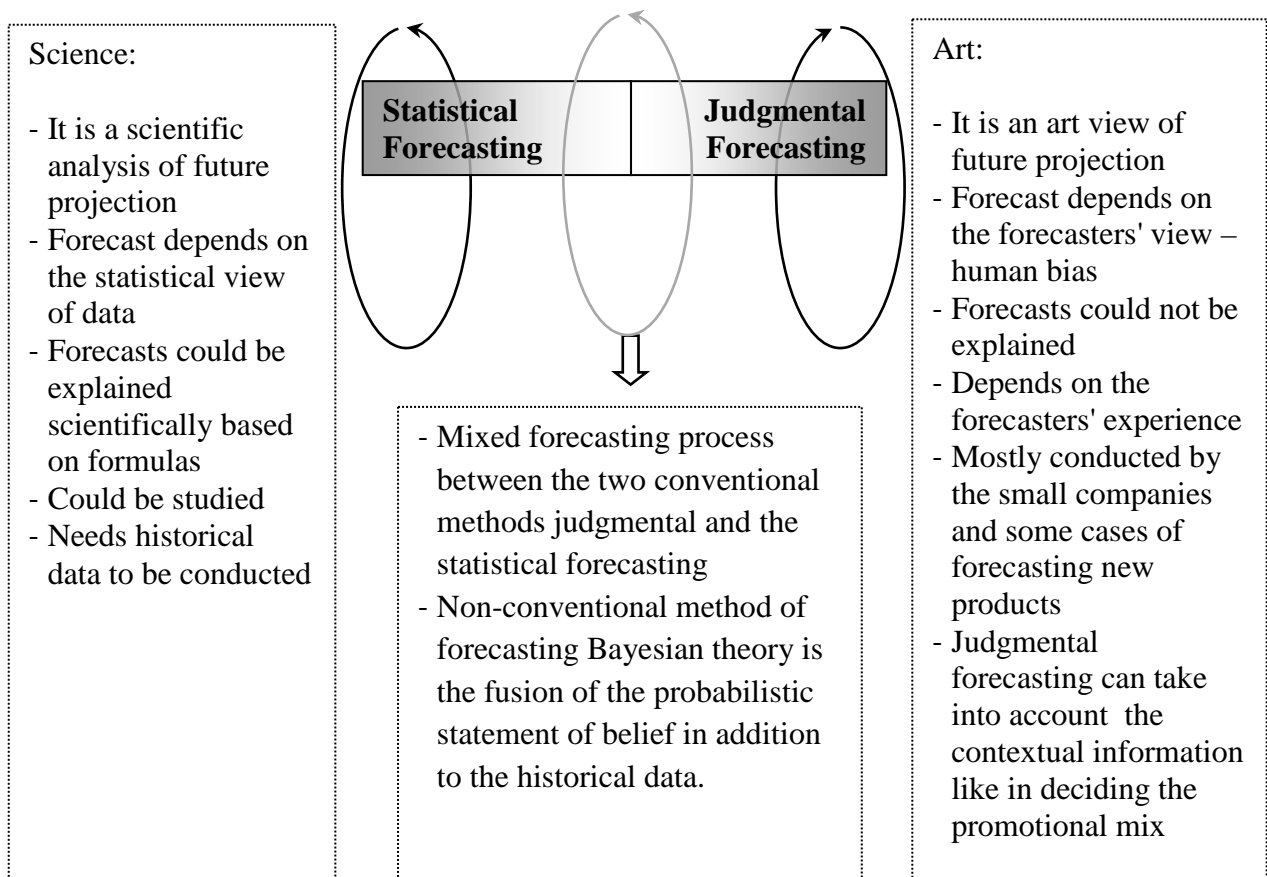 Science:
- It is a scientific
analysis of future
projection
- Forecast depends on
the statistical view
of data
- Forecasts could be
explained
scientifically based
on formulas
- Could be studied
- Needs historical
data to be conducted
Statistical
Forecasting
Judgmental
Forecasting
- Mixed forecasting process
between the two conventional
methods judgmental and the
statistical forecasting
- Non-conventional method of
forecasting Bayesian theory is
the fusion of the probabilistic
statement of belief in addition
to the historical data.
Art:
- It is an art view of
future projection
- Forecast depends on
the forecasters' view –
human bias
- Forecasts could not be
explained
- Depends on the
forecasters' experience
- Mostly conducted by
the small companies
and some cases of
forecasting new
products
- Judgmental
forecasting can take
into account  the
contextual information
like in deciding the
promotional mix